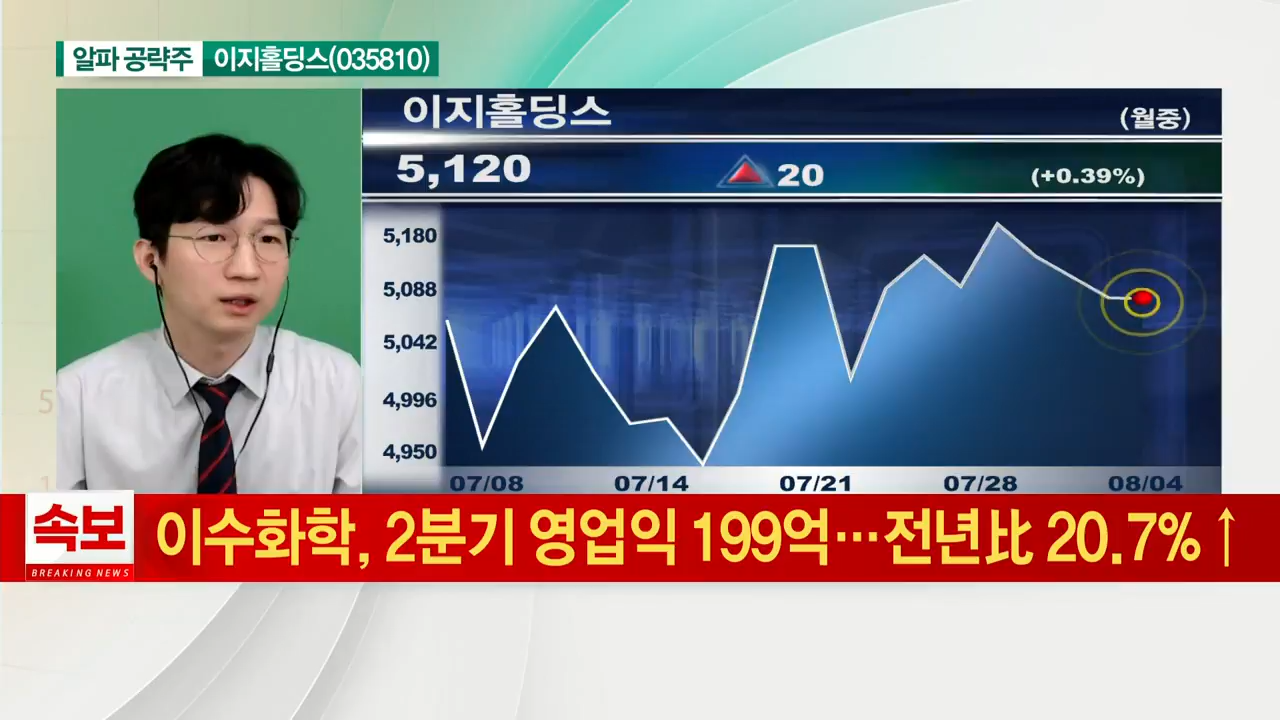 알파 공략주 이지홀딩스(035810)
이지홀딩스 (월중)
5,120 20 (+0.39%)
5,180
5,088
5,042
4,996
4,950
07/08 07/14 07/21 07/28 08/04
속보 이수화학, 2분기 영업익 199억…전년比 20.7%↑
BREAKING NEWS